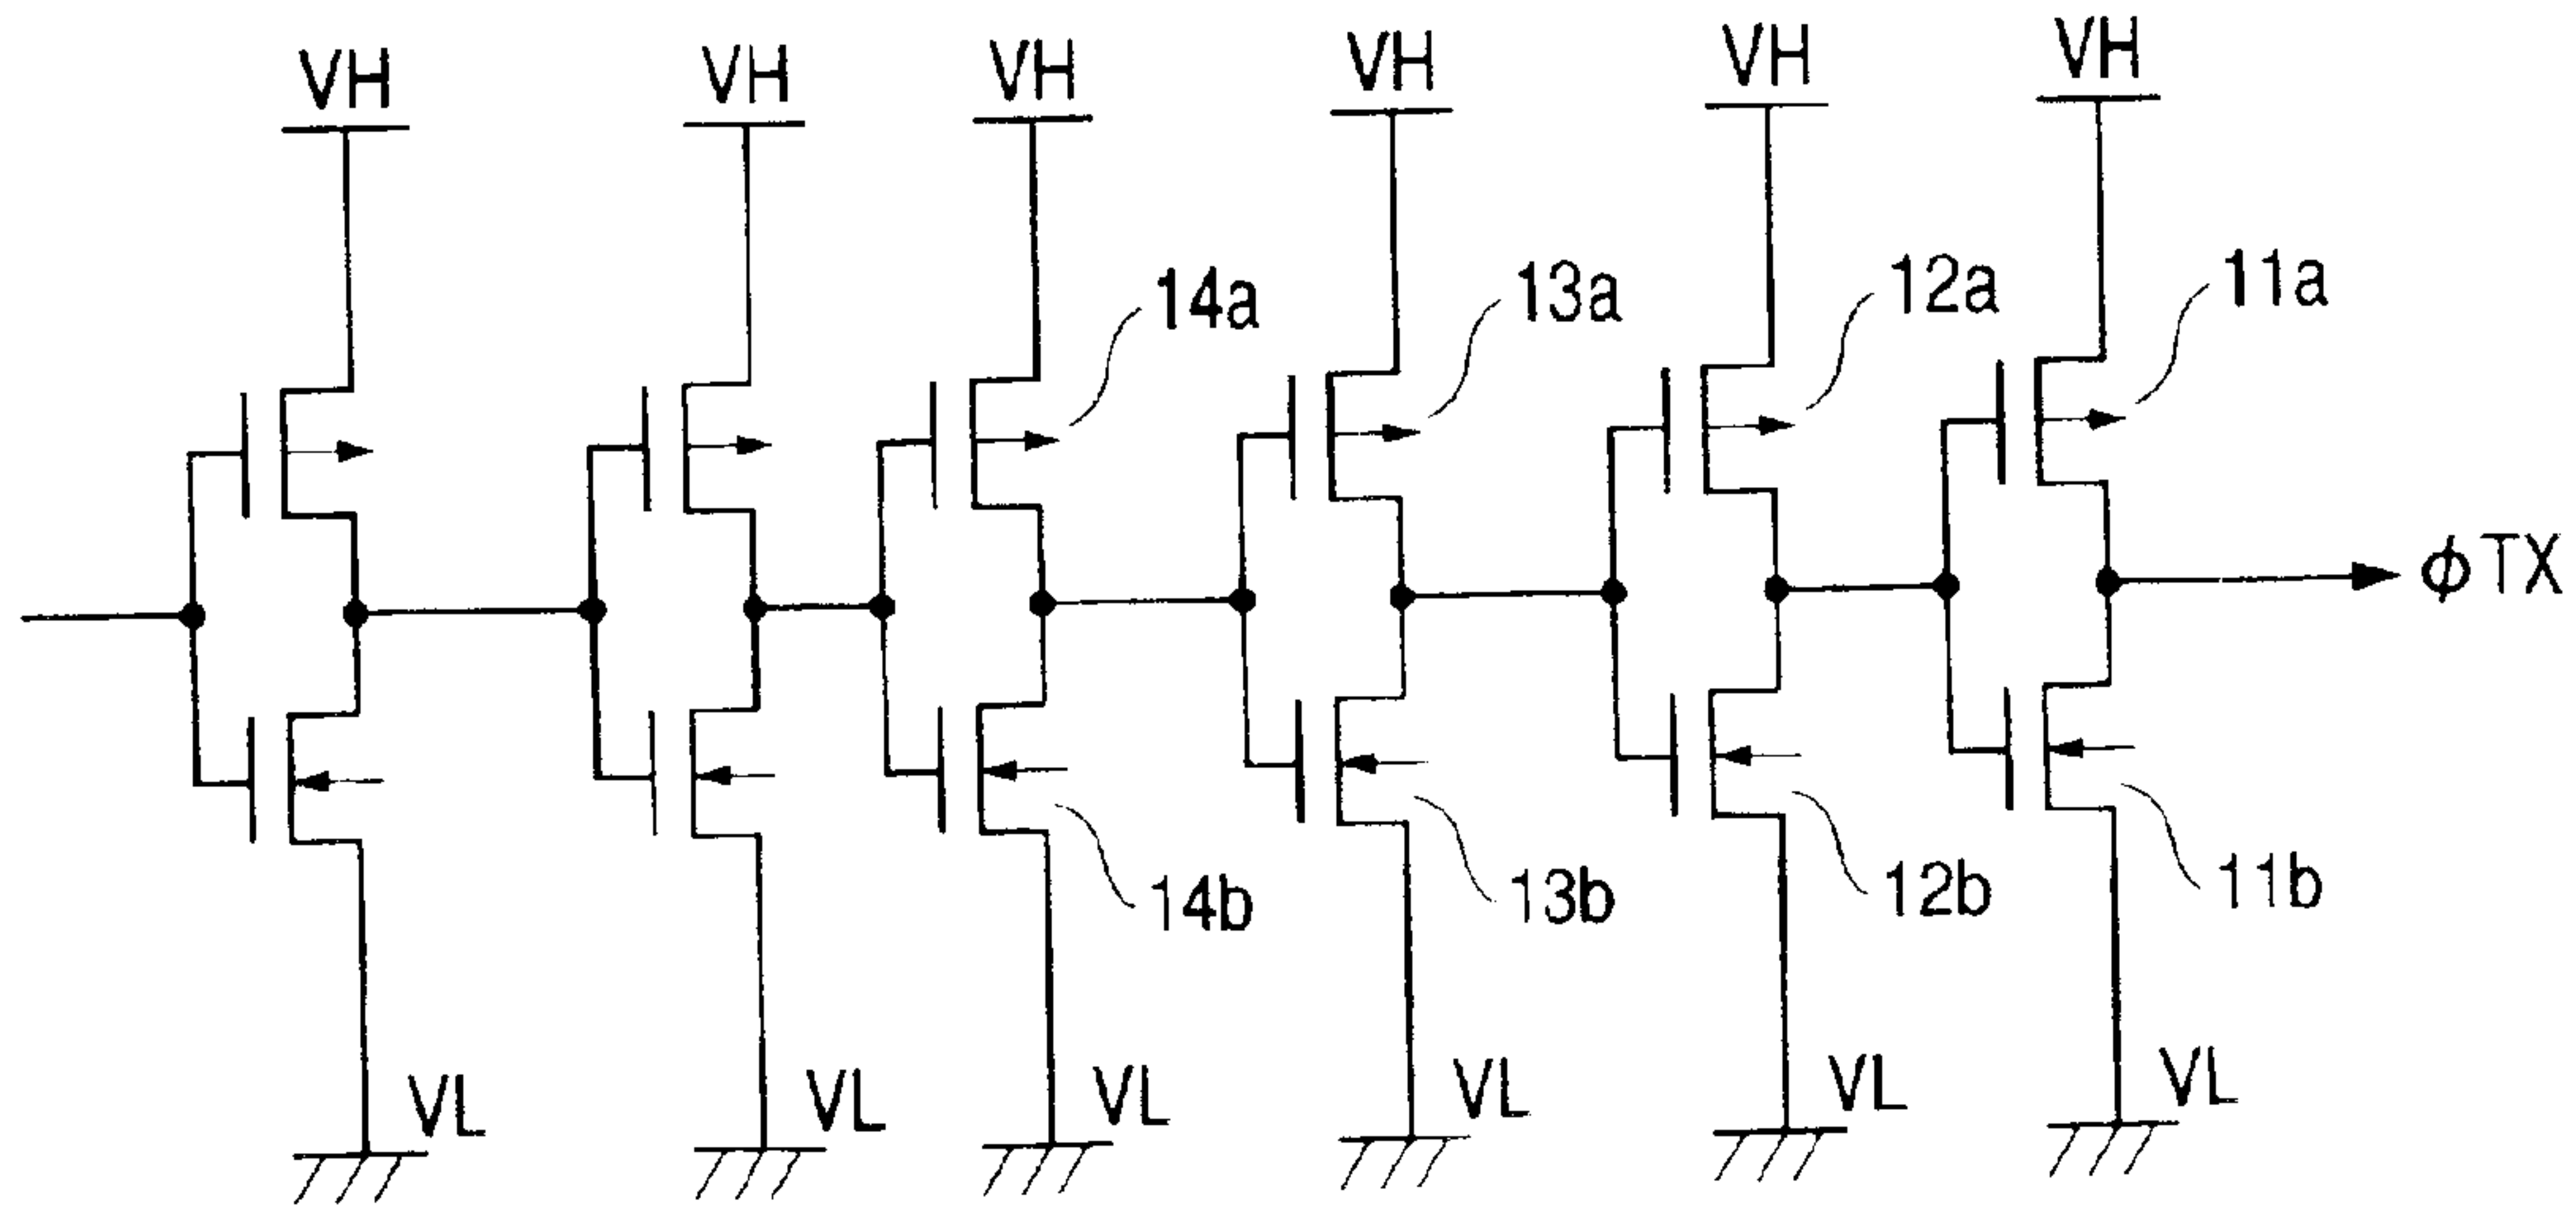 VH VH VH VH VH VH
14a 13a 12a 11a
ϕTX
14b 13b 12b 11b
VL VL VL VL VL VL